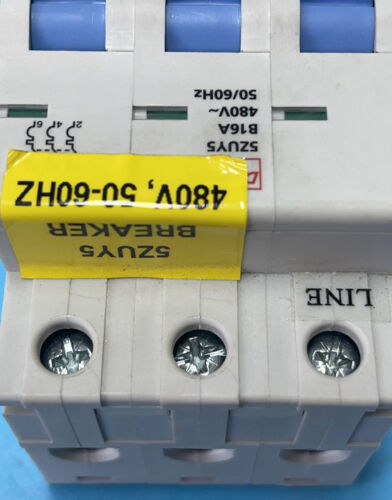 LINE
5ZUY5
BREAKER
480V, 50-60HZ
5ZUY5
B16A
480V~
50/60Hz